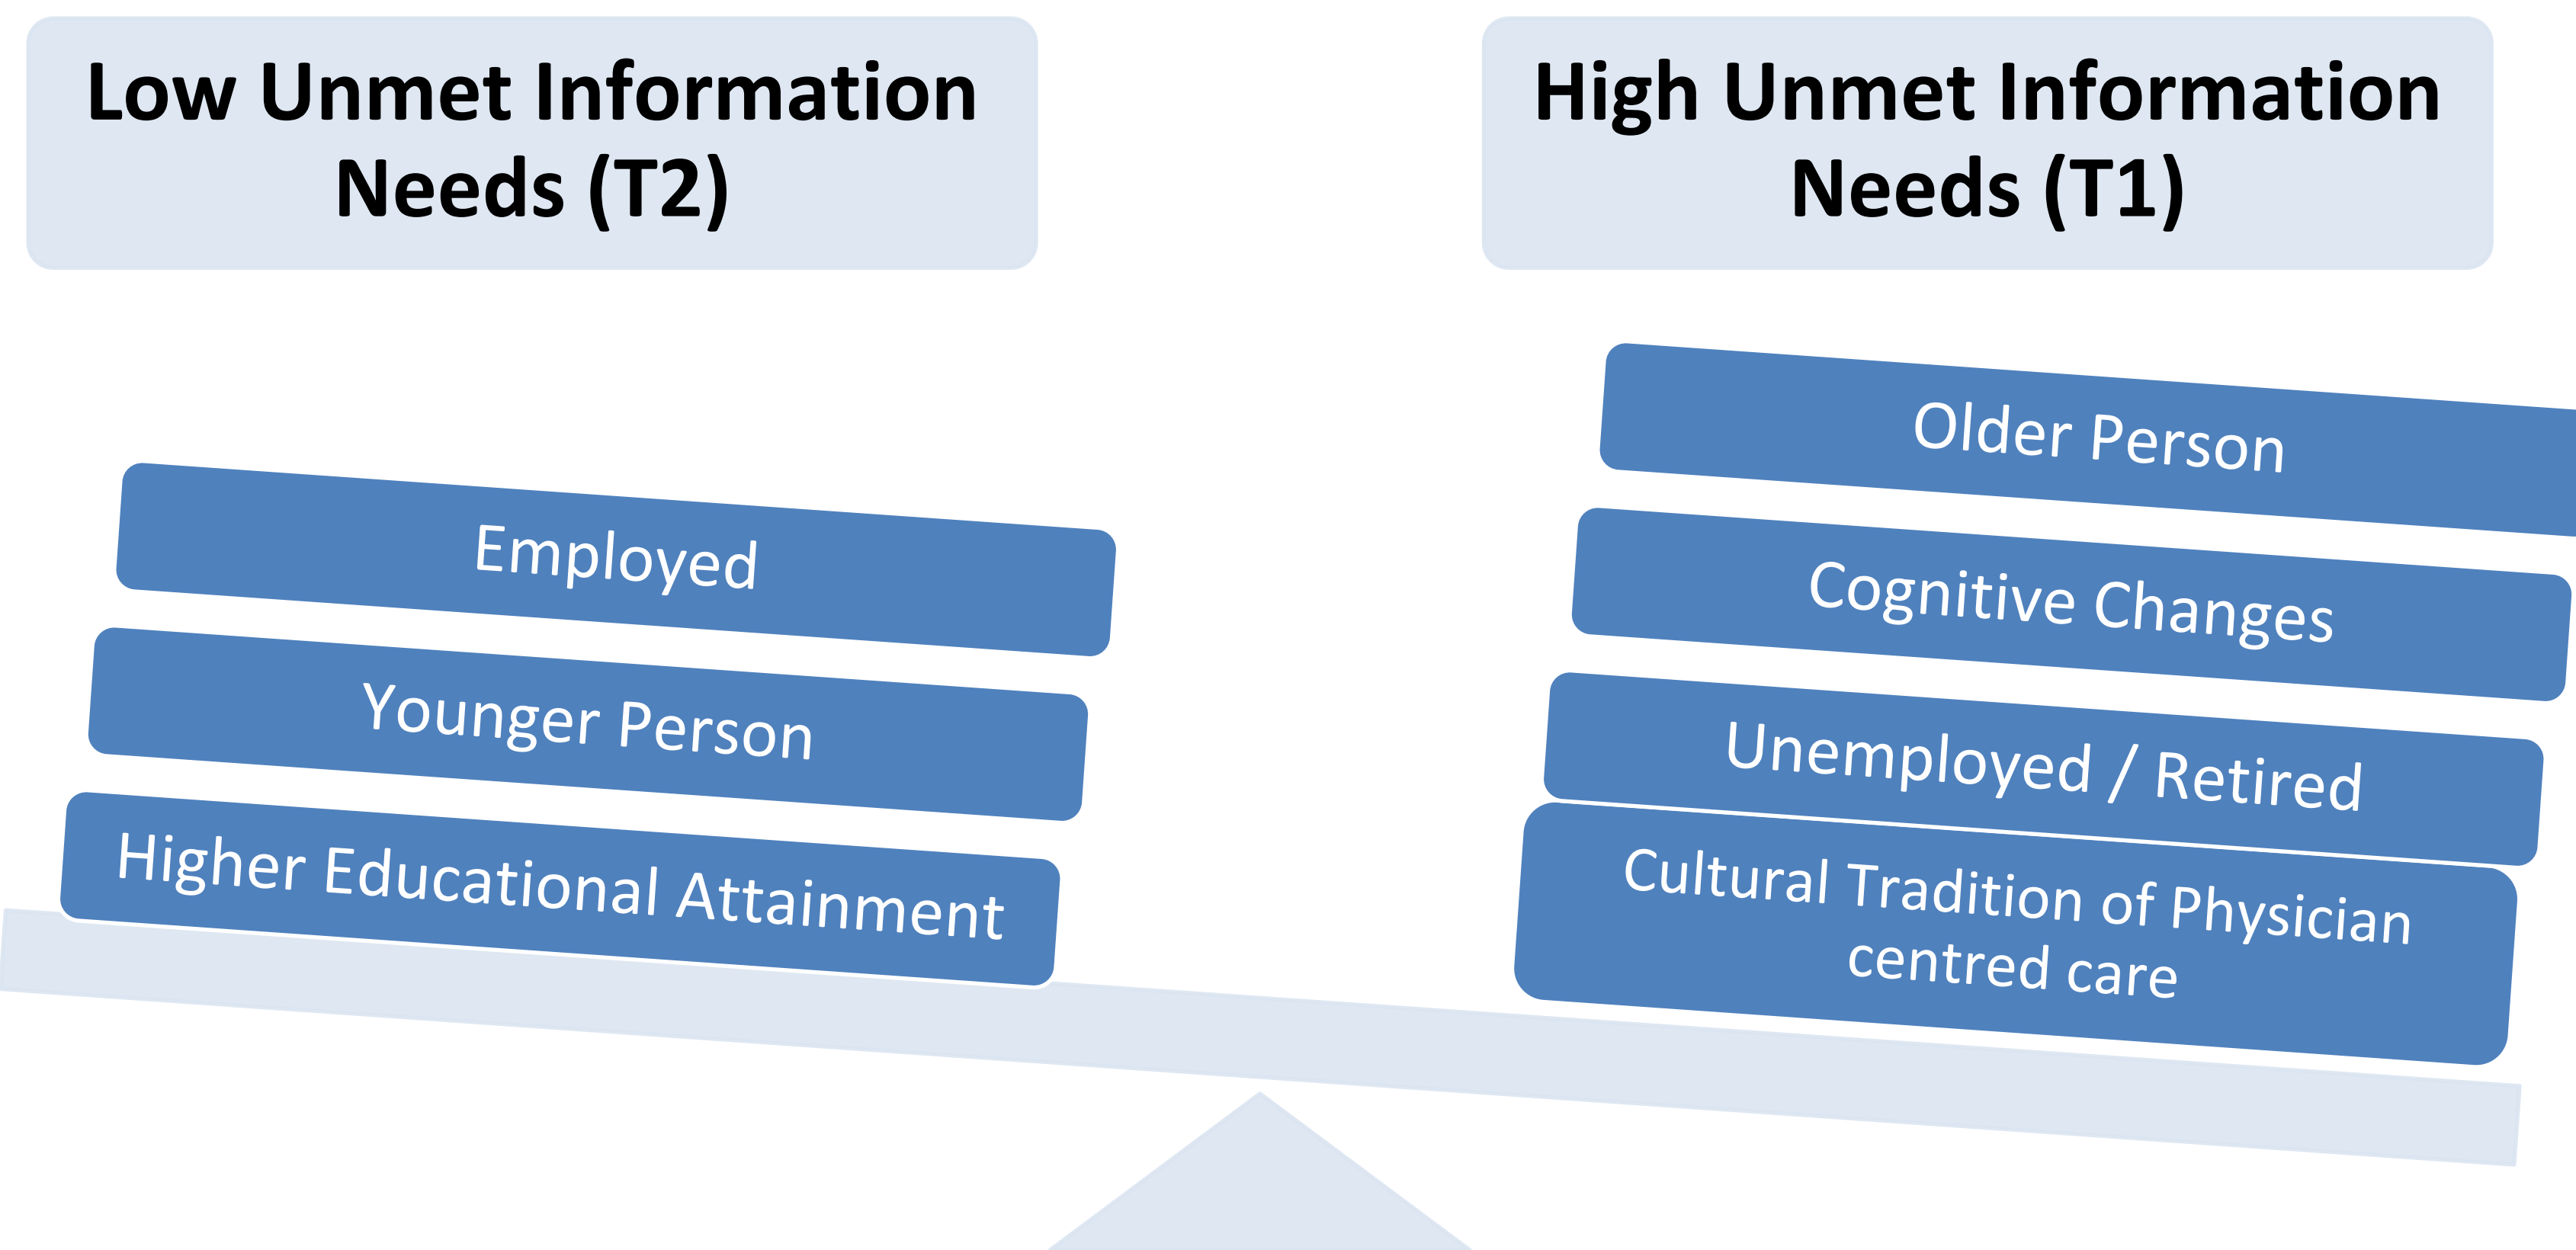 Low Unmet Information
Needs (T2)
High Unmet Information
Needs (T1)
Employed
Younger Person
Higher Educational Attainment
Older Person
Cognitive Changes
Unemployed / Retired
Cultural Tradition of Physician
centred care